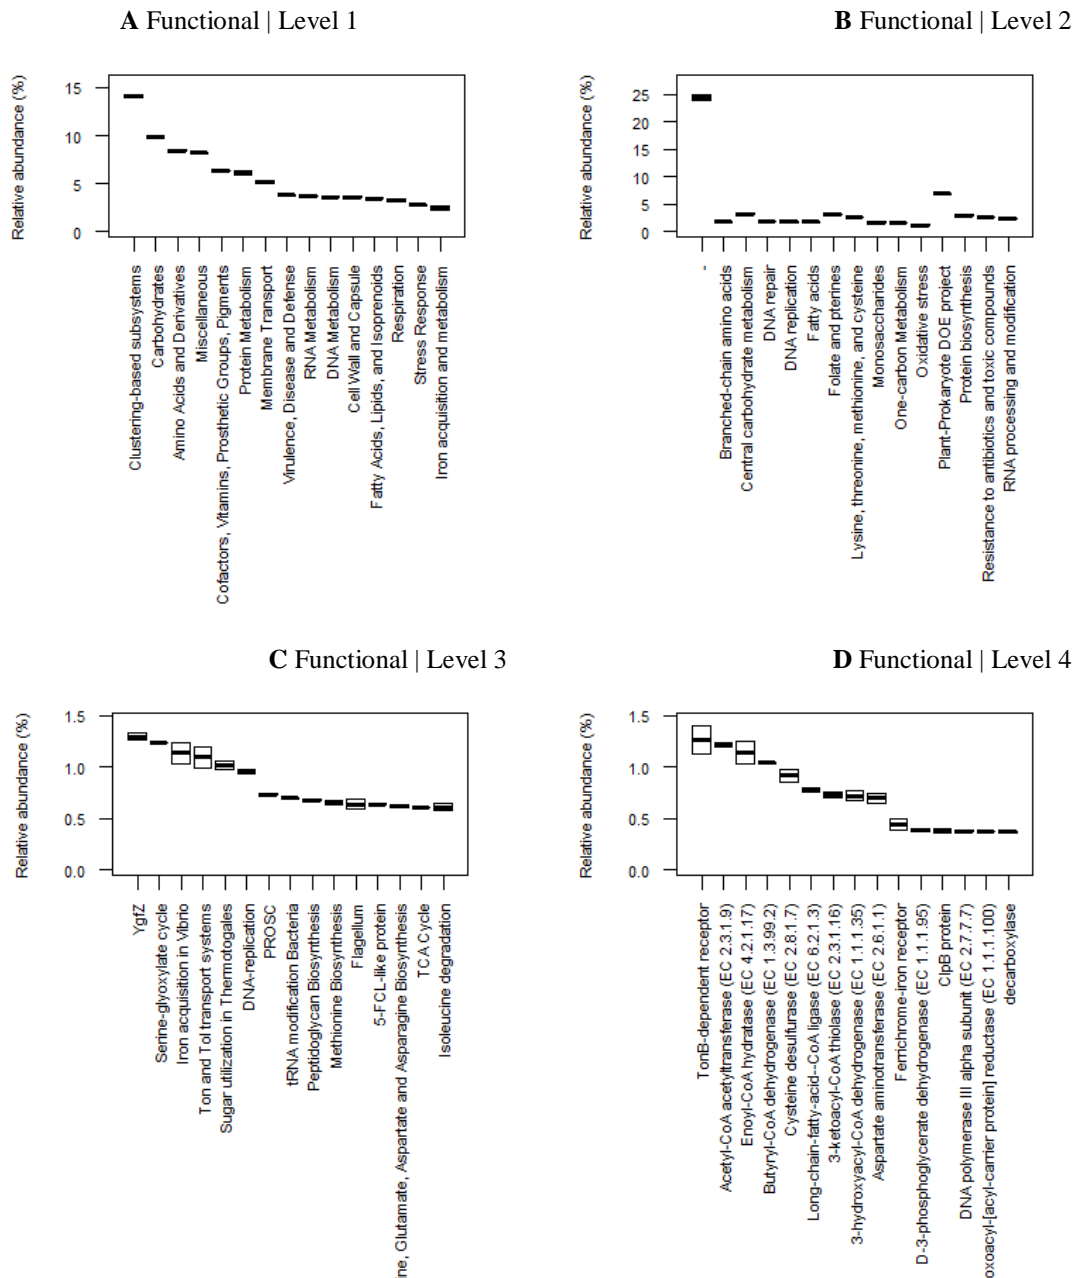 A Functional | Level 1
Relative abundance (%)
15
10
5
0
Clustering-based subsystems
Carbohydrates
Amino Acids and Derivatives
Miscellaneous
Cofactors, Vitamins, Prosthetic Groups, Pigments
Protein Metabolism
Membrane Transport
Virulence, Disease and Defense
RNA Metabolism
DNA Metabolism
Cell Wall and Capsule
Fatty Acids, Lipids, and Isoprenoids
Respiration
Stress Response
Iron acquisition and metabolism
B Functional | Level 2
Relative abundance (%)
25
20
15
10
5
0
-
Branched-chain amino acids
Central carbohydrate metabolism
DNA repair
DNA replication
Fatty acids
Folate and pterines
Lysine, threonine, methionine, and cysteine
Monosaccharides
One-carbon Metabolism
Oxidative stress
Plant-Prokaryote DOE project
Protein biosynthesis
Resistance to antibiotics and toxic compounds
RNA processing and modification
C Functional | Level 3
Relative abundance (%)
1.5
1.0
0.5
0.0
YgfZ
Serine-glyoxylate cycle
Iron acquisition in Vibrio
Ton and Tol transport systems
Sugar utilization in Thermotogales
DNA-replication
PROSC
tRNA modification Bacteria
Peptidoglycan Biosynthesis
Methionine Biosynthesis
Flagellum
5-FCL-like protein
ine, Glutamate, Aspartate and Asparagine Biosynthesis
TCA Cycle
Isoleucine degradation
D Functional | Level 4
Relative abundance (%)
1.5
1.0
0.5
0.0
TonB-dependent receptor
Acetyl-CoA acetyltransferase (EC 2.3.1.9)
Enoyl-CoA hydratase (EC 4.2.1.17)
Butyryl-CoA dehydrogenase (EC 1.3.99.2)
Cysteine desulfurase (EC 2.8.1.7)
Long-chain-fatty-acid--CoA ligase (EC 6.2.1.3)
3-ketoacyl-CoA thiolase (EC 2.3.1.16)
3-hydroxyacyl-CoA dehydrogenase (EC 1.1.1.35)
Aspartate aminotransferase (EC 2.6.1.1)
Ferrichrome-iron receptor
D-3-phosphoglycerate dehydrogenase (EC 1.1.1.95)
ClpB protein
DNA polymerase III alpha subunit (EC 2.7.7.7)
oxoacyl-[acyl-carrier protein] reductase (EC 1.1.1.100)
decarboxylase